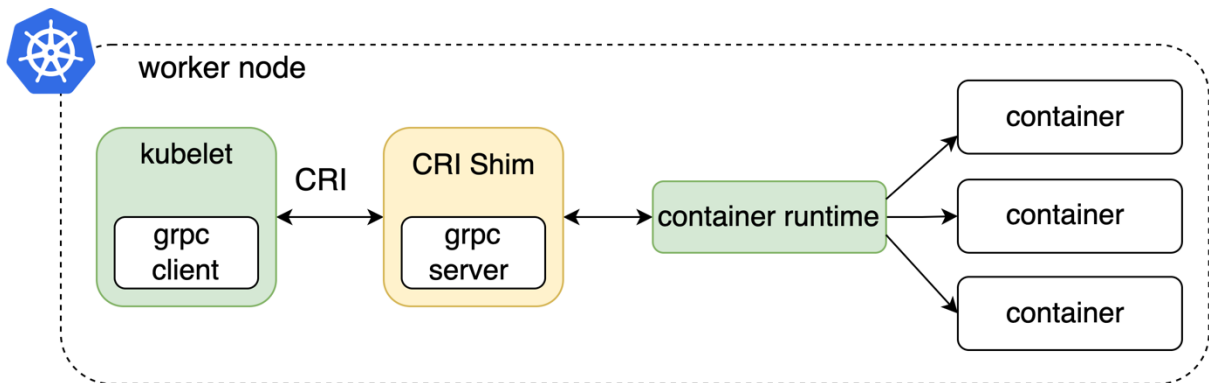 worker node
kubelet
grpc
client
CRI
CRI Shim
grpc
server
container runtime
container
container
container